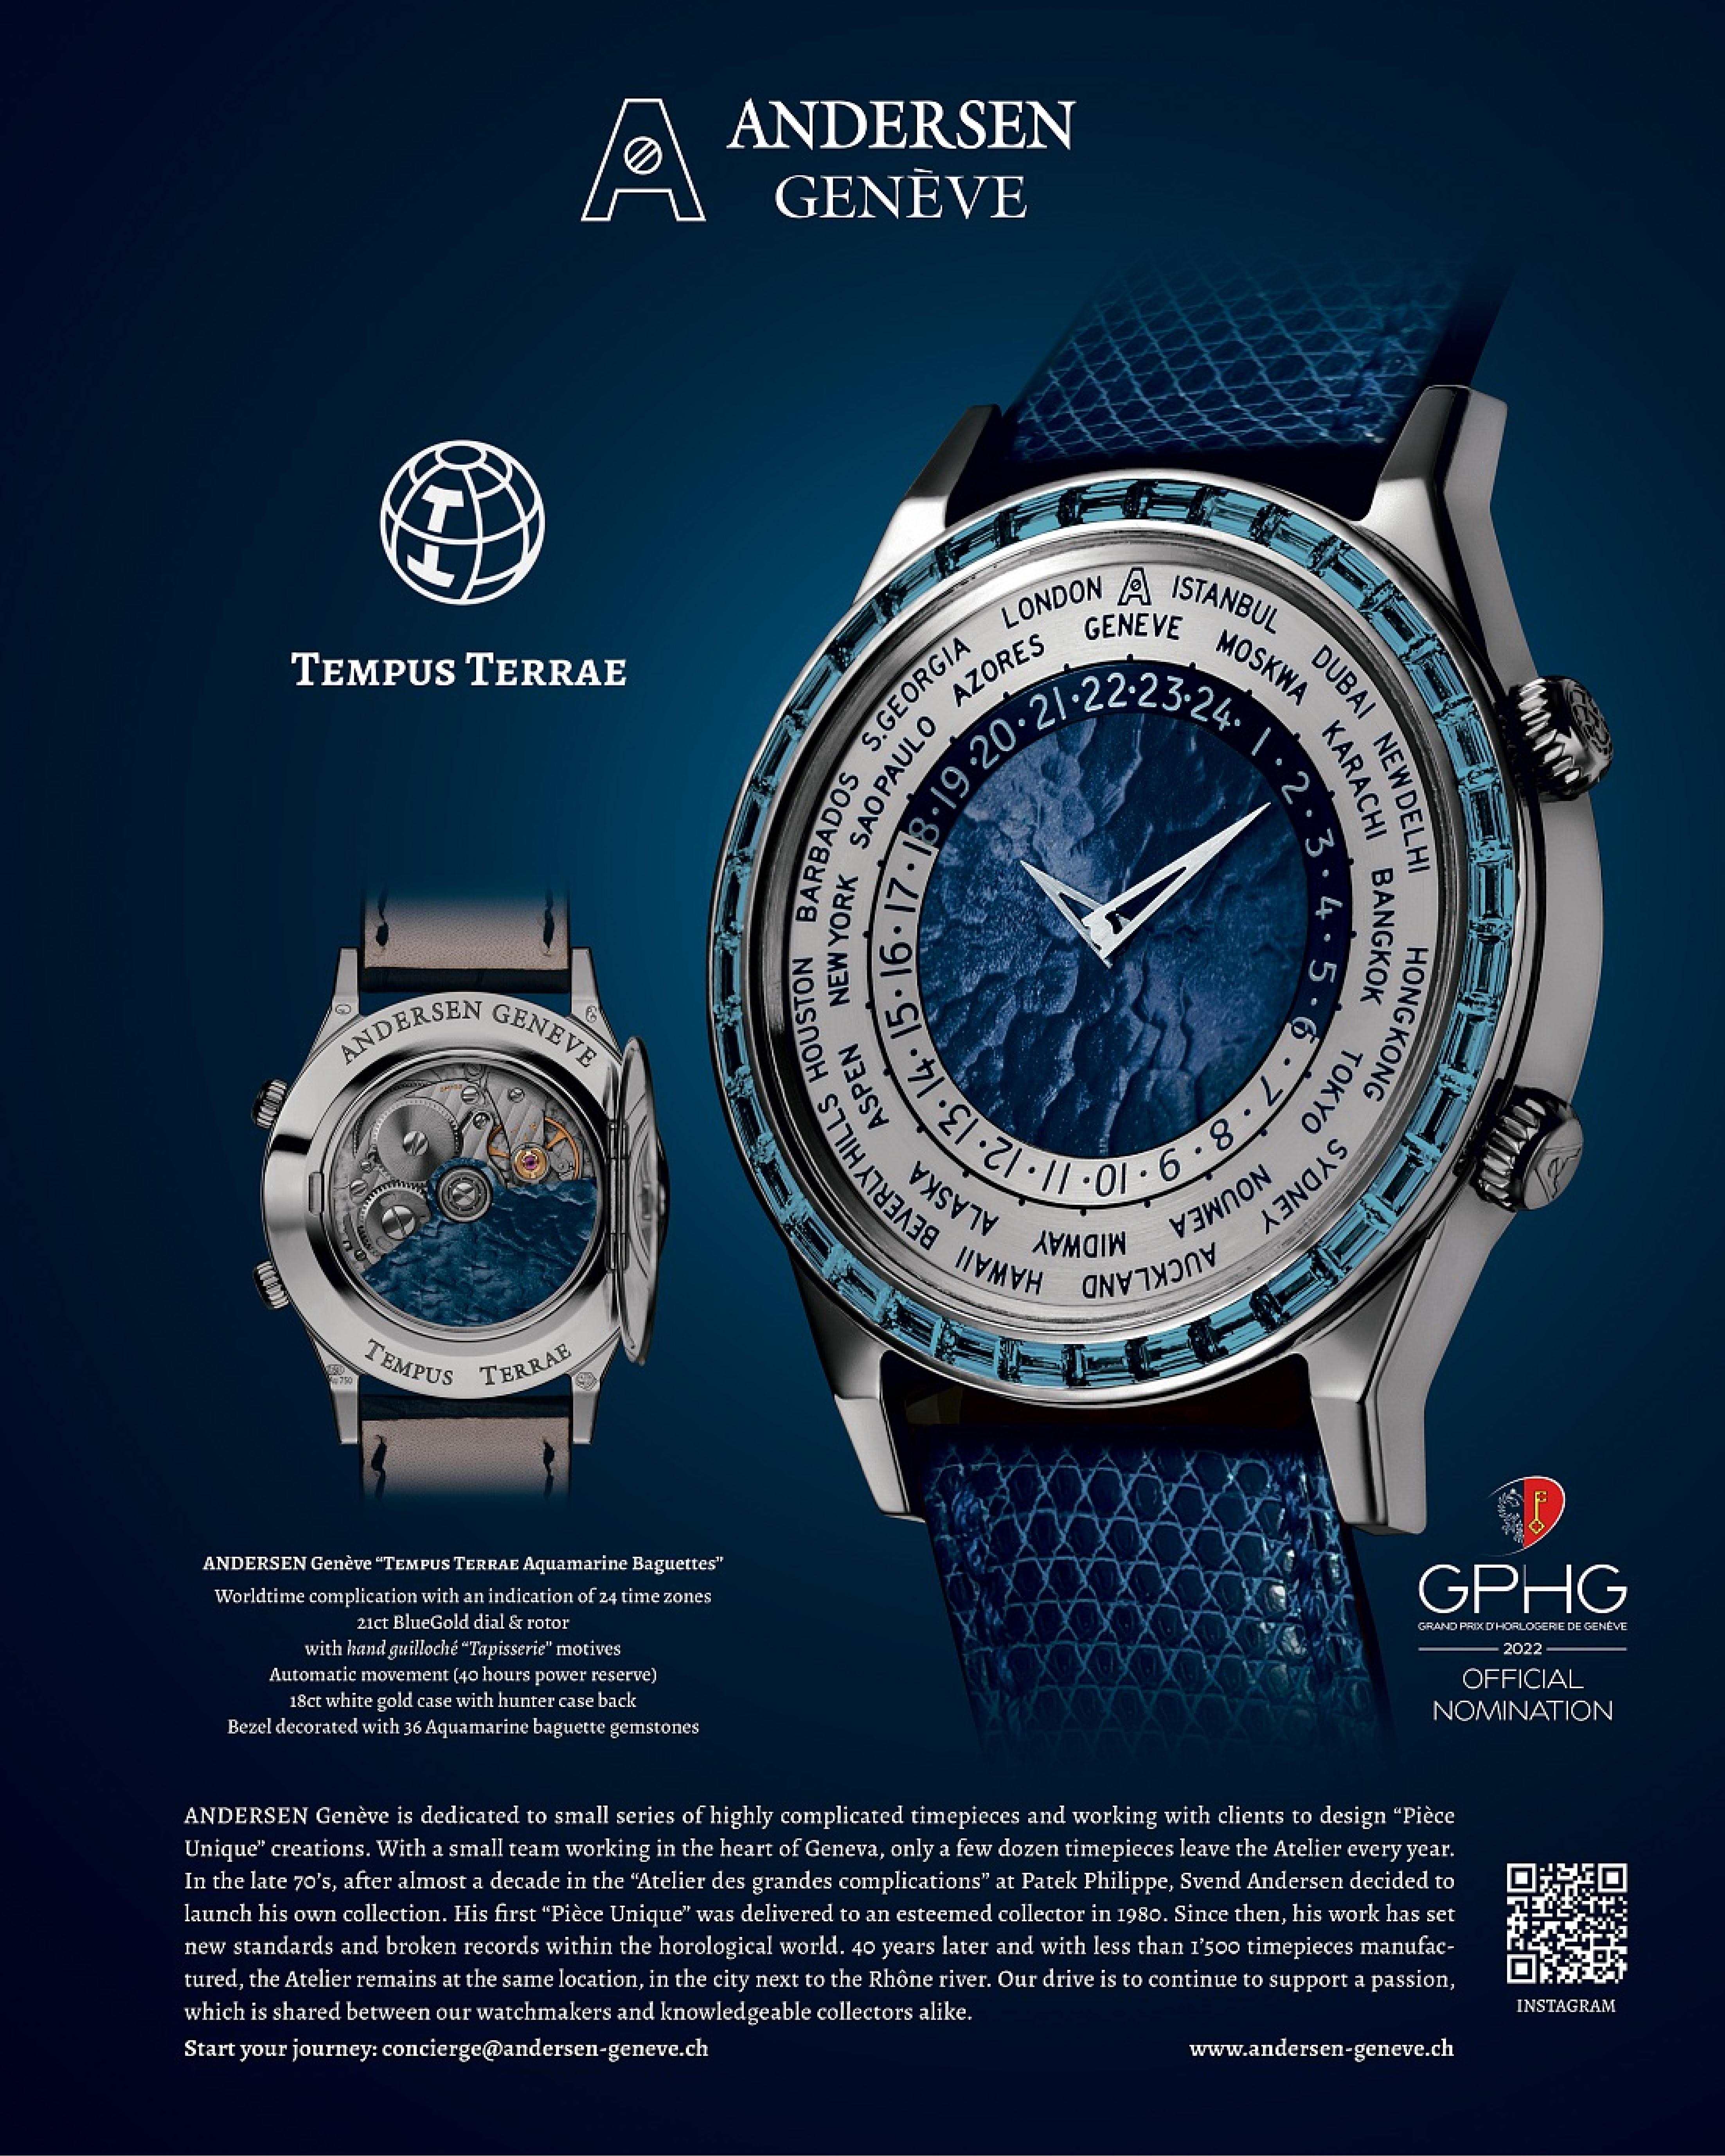 ANDERSEN
GENÈVE
TEMPUS TERRAE
LONDON A ISTANBUL
AZORES GENEVE MOSKWA
S.GEORGIA
SAO PAULO
BARBADOS
NEW YORK
HOUSTON
ASPEN
BEVERLY HILLS
ALASKA
HAWAII
MIDWAY
AUCKLAND
NOUMEA
SYDNEY
TOKYO
HONG KONG
BANGKOK
NEW DELHI
KARACHI
DUBAI
1 · 2 · 3 · 4 · 5 · 6 · 7 · 8 · 9 · 10 · 11 · 12 · 13 · 14 · 15 · 16 · 17 · 18 · 19 · 20 · 21 · 22 · 23 · 24 ·
ANDERSEN GENEVE
TEMPUS TERRAE
Au 750
ANDERSEN Genève “TEMPUS TERRAE Aquamarine Baguettes”
Worldtime complication with an indication of 24 time zones
21ct BlueGold dial & rotor
with hand guilloché “Tapisserie” motives
Automatic movement (40 hours power reserve)
18ct white gold case with hunter case back
Bezel decorated with 36 Aquamarine baguette gemstones
GPHG
GRAND PRIX D'HORLOGERIE DE GENÈVE
2022
OFFICIAL
NOMINATION
ANDERSEN Genève is dedicated to small series of highly complicated timepieces and working with clients to design “Pièce
Unique” creations. With a small team working in the heart of Geneva, only a few dozen timepieces leave the Atelier every year.
In the late 70’s, after almost a decade in the “Atelier des grandes complications” at Patek Philippe, Svend Andersen decided to
launch his own collection. His first “Pièce Unique” was delivered to an esteemed collector in 1980. Since then, his work has set
new standards and broken records within the horological world. 40 years later and with less than 1’500 timepieces manufac-
tured, the Atelier remains at the same location, in the city next to the Rhône river. Our drive is to continue to support a passion,
which is shared between our watchmakers and knowledgeable collectors alike.
Start your journey: concierge@andersen-geneve.ch
www.andersen-geneve.ch
INSTAGRAM